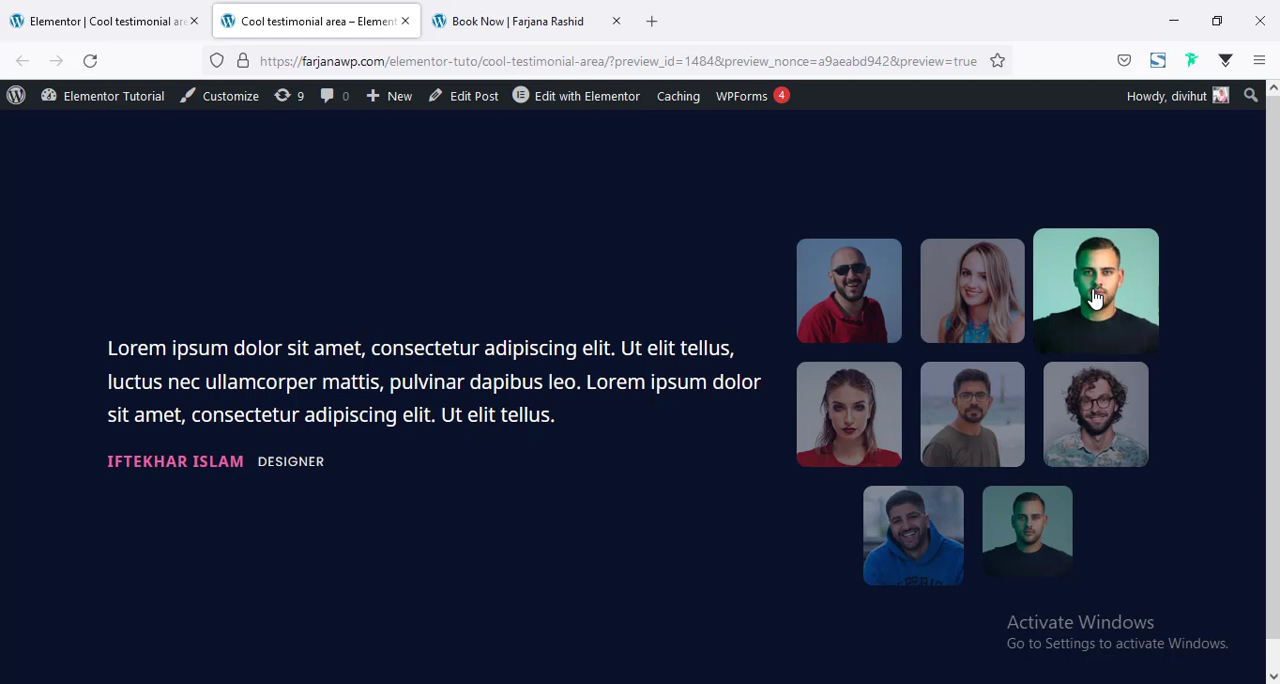 Elementor | Cool testimonial are
Cool testimonial area – Element
Book Now | Farjana Rashid
https://farjanawp.com/elementor-tuto/cool-testimonial-area/?preview_id=1484&preview_nonce=a9aeabd942&preview=true
Elementor Tutorial Customize 9 0 New Edit Post Edit with Elementor Caching WPForms 4 Howdy, divihut
Lorem ipsum dolor sit amet, consectetur adipiscing elit. Ut elit tellus,
luctus nec ullamcorper mattis, pulvinar dapibus leo. Lorem ipsum dolor
sit amet, consectetur adipiscing elit. Ut elit tellus.
IFTEKHAR ISLAM DESIGNER
Activate Windows
Go to Settings to activate Windows.